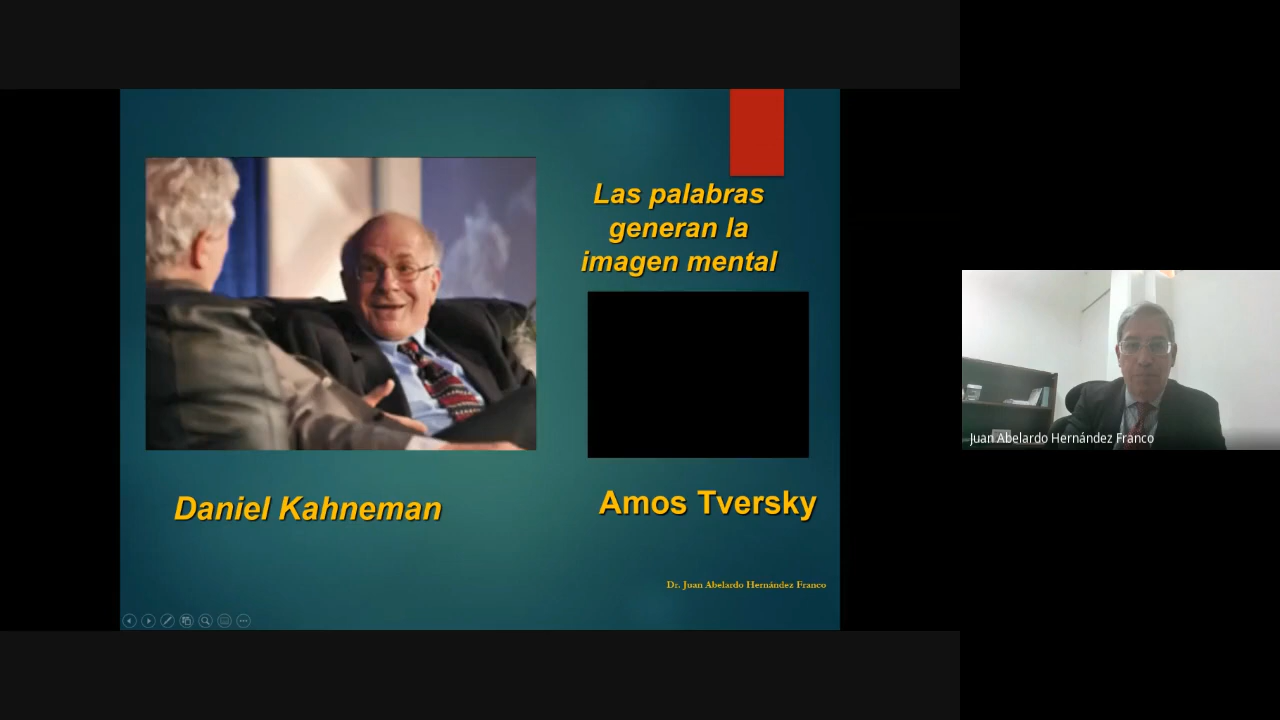 Las palabras
generan la
imagen mental
Daniel Kahneman
Amos Tversky
Dr. Juan Abelardo Hernández Franco
Juan Abelardo Hernández Franco